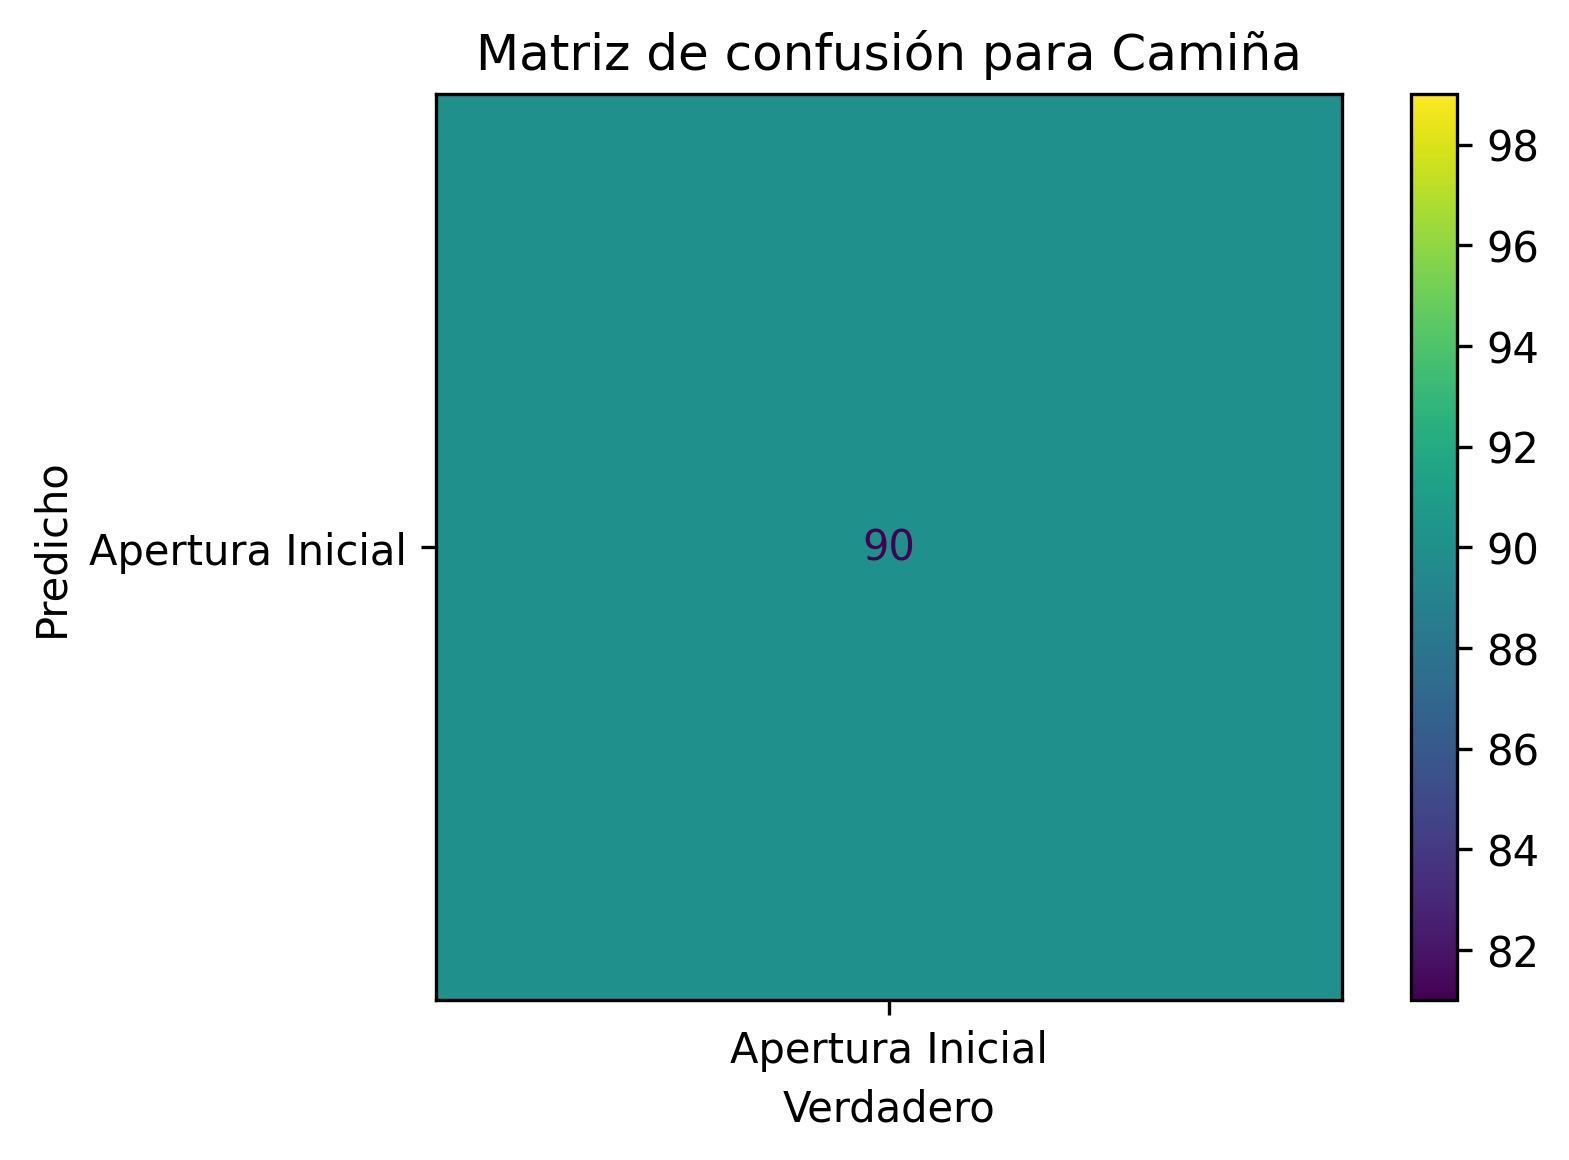 Matriz de confusión para Camiña
Predicho
Apertura Inicial
90
Apertura Inicial
Verdadero
98
96
94
92
90
88
86
84
82